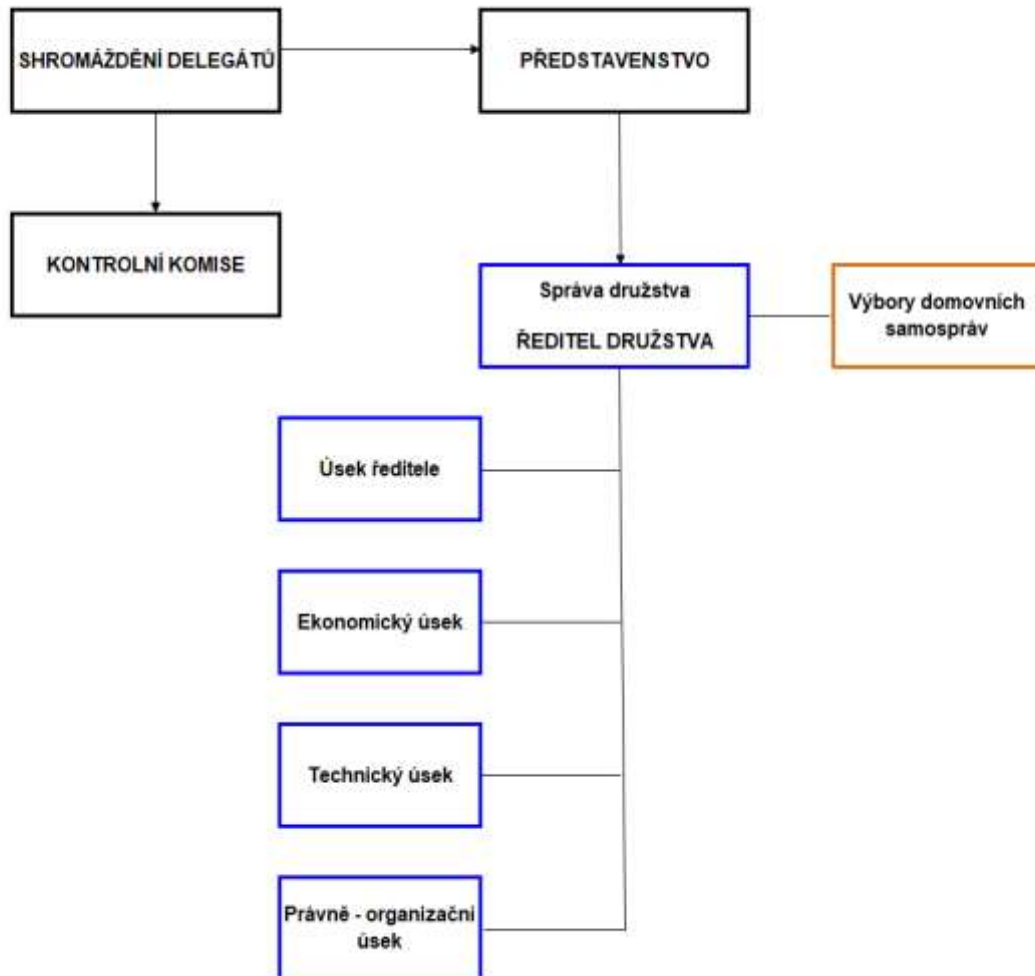 SHROMÁŽDĚNÍ DELEGÁTŮ
PŘEDSTAVENSTVO
KONTROLNÍ KOMISE
Správa družstva
ŘEDITEL DRUŽSTVA
Výbory domovních
samospráv
Úsek ředitele
Ekonomický úsek
Technický úsek
Právně - organizační
úsek